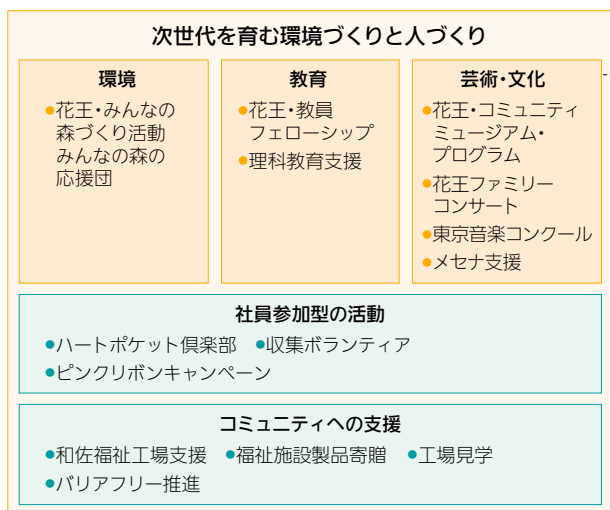 次世代を育む環境づくりと人づくり
環境
●花王・みんなの
森づくり活動
みんなの森の
応援団
教育
●花王・教員
フェローシップ
●理科教育支援
芸術・文化
●花王・コミュニティ
ミュージアム・
プログラム
●花王ファミリー
コンサート
●東京音楽コンクール
●メセナ支援
社員参加型の活動
●ハートポケット倶楽部 ●収集ボランティア
●ピンクリボンキャンペーン
コミュニティへの支援
●和佐福祉工場支援 ●福祉施設製品寄贈 ●工場見学
●バリアフリー推進